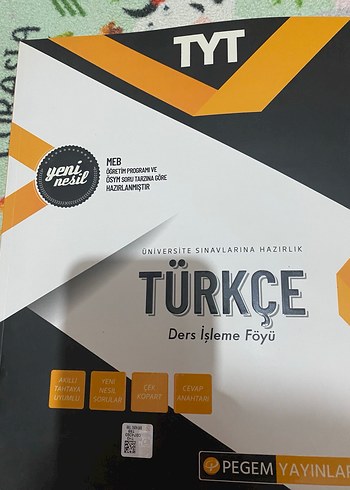 TYT
yeni
nesil
MEB
ÖĞRETİM PROGRAMI VE
ÖSYM SORU TARZINA GÖRE
HAZIRLANMIŞTIR
ÜNİVERSİTE SINAVLARINA HAZIRLIK
TÜRKÇE
Ders İşleme Föyü
AKILLI
TAHTAYA
UYUMLU
YENİ
NESİL
SORULAR
ÇEK
KOPART
CEVAP
ANAHTARI
PEGEM YAYINLAR